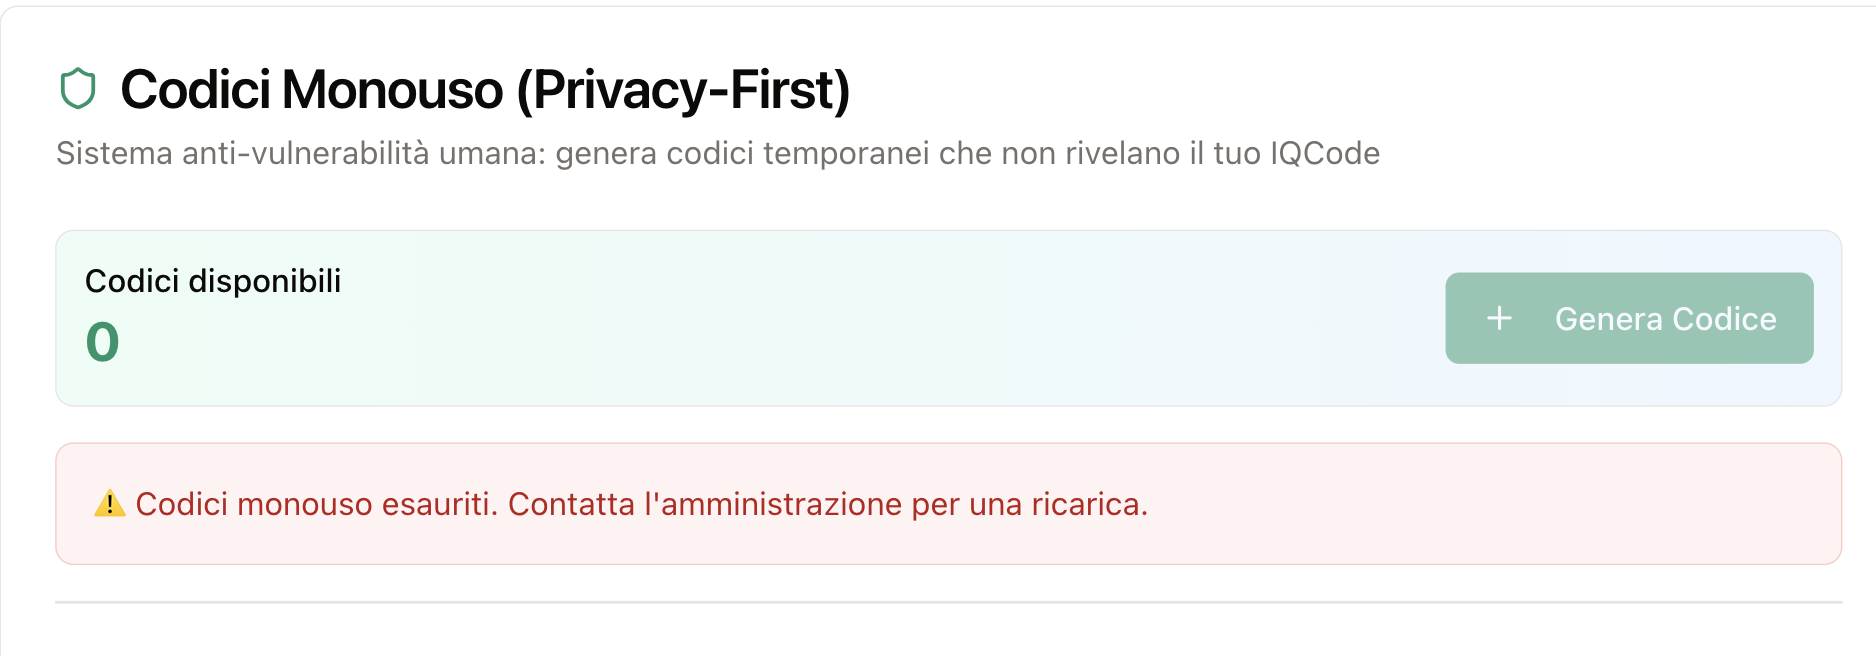 Codici Monouso (Privacy-First)
Sistema anti-vulnerabilità umana: genera codici temporanei che non rivelano il tuo IQCode
Codici disponibili
0
+ Genera Codice
⚠️ Codici monouso esauriti. Contatta l'amministrazione per una ricarica.